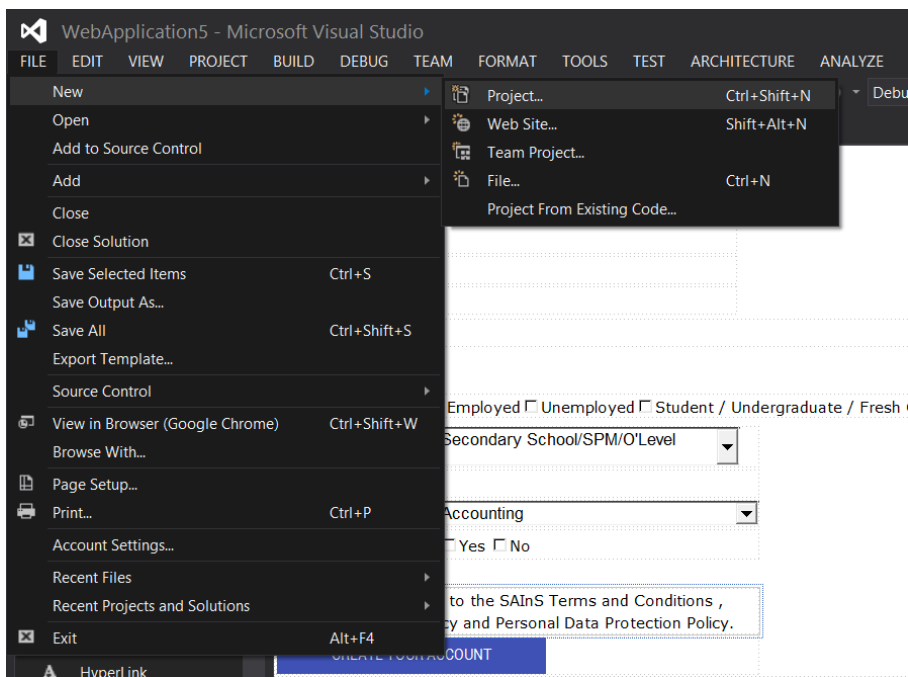 WebApplication5 - Microsoft Visual Studio
FILE EDIT VIEW PROJECT BUILD DEBUG TEAM FORMAT TOOLS TEST ARCHITECTURE ANALYZE
New
Open
Add to Source Control
Add
Close
Close Solution
Save Selected Items Ctrl+S
Save Output As...
Save All Ctrl+Shift+S
Export Template...
Source Control
View in Browser (Google Chrome) Ctrl+Shift+W
Browse With...
Page Setup...
Print... Ctrl+P
Account Settings...
Recent Files
Recent Projects and Solutions
Exit Alt+F4
HyperLink
Project... Ctrl+Shift+N
Web Site... Shift+Alt+N
Team Project...
File... Ctrl+N
Project From Existing Code...
Debu
Employed Unemployed Student / Undergraduate / Fresh
Secondary School/SPM/O'Level
Accounting
Yes No
to the SAInS Terms and Conditions ,
cy and Personal Data Protection Policy.
CREATE YOUR ACCOUNT